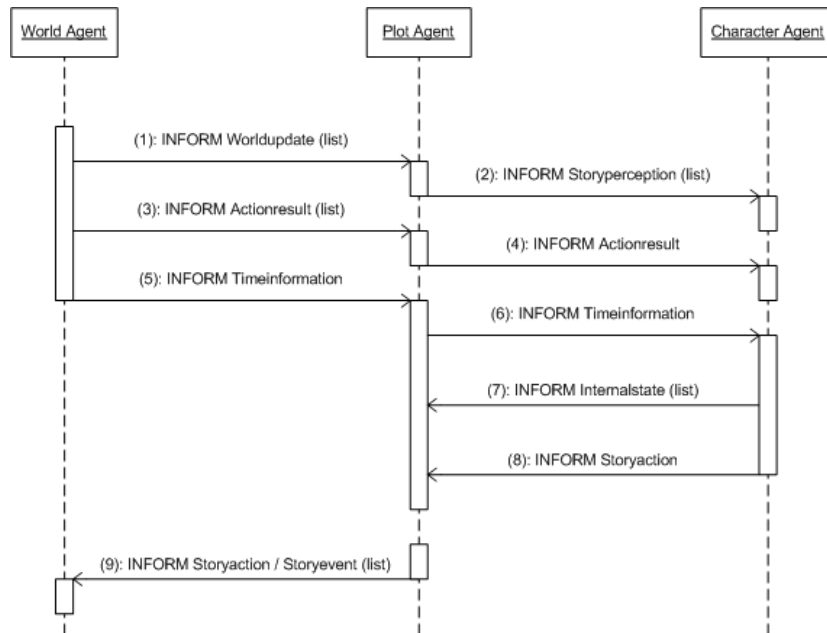 World Agent
Plot Agent
Character Agent
(1): INFORM Worldupdate (list)
(2): INFORM Storyperception (list)
(3): INFORM Actionresult (list)
(4): INFORM Actionresult
(5): INFORM Timeinformation
(6): INFORM Timeinformation
(7): INFORM Internalstate (list)
(8): INFORM Storyaction
(9): INFORM Storyaction / Storyevent (list)